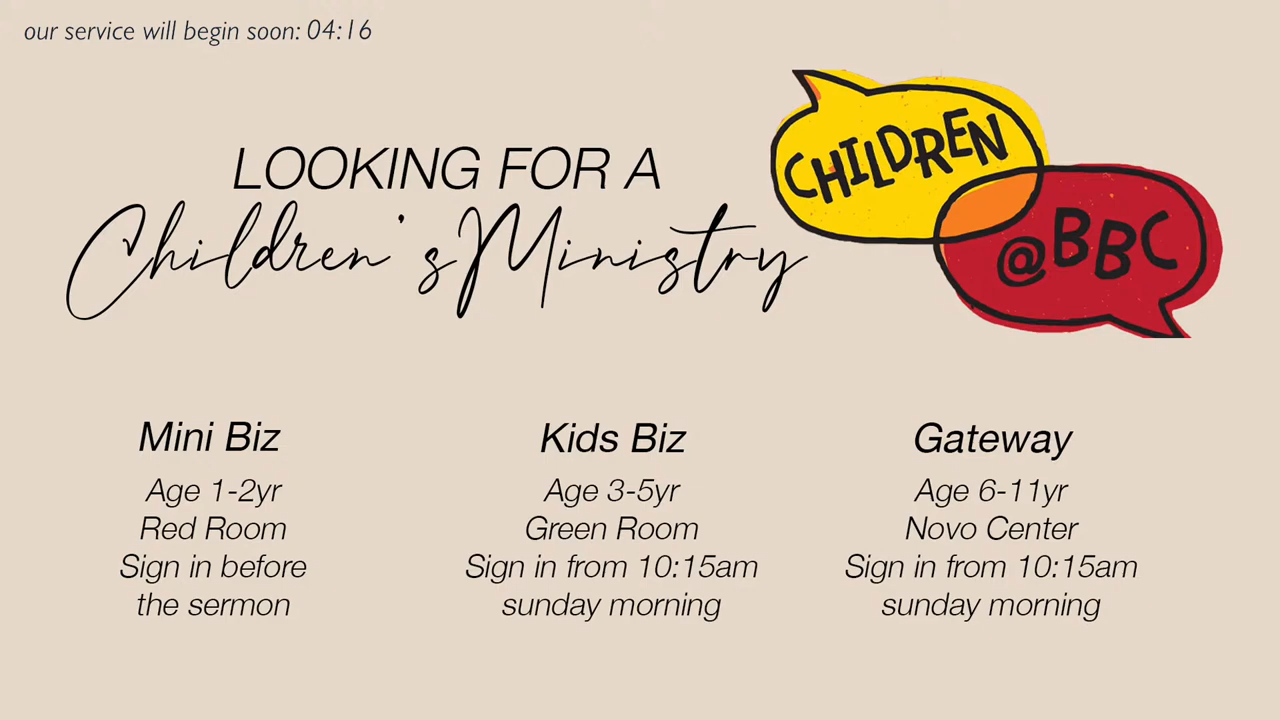 our service will begin soon: 04:16
LOOKING FOR A
Children's Ministry
CHILDREN
@BBC
Mini Biz
Age 1-2yr
Red Room
Sign in before
the sermon
Kids Biz
Age 3-5yr
Green Room
Sign in from 10:15am
sunday morning
Gateway
Age 6-11yr
Novo Center
Sign in from 10:15am
sunday morning